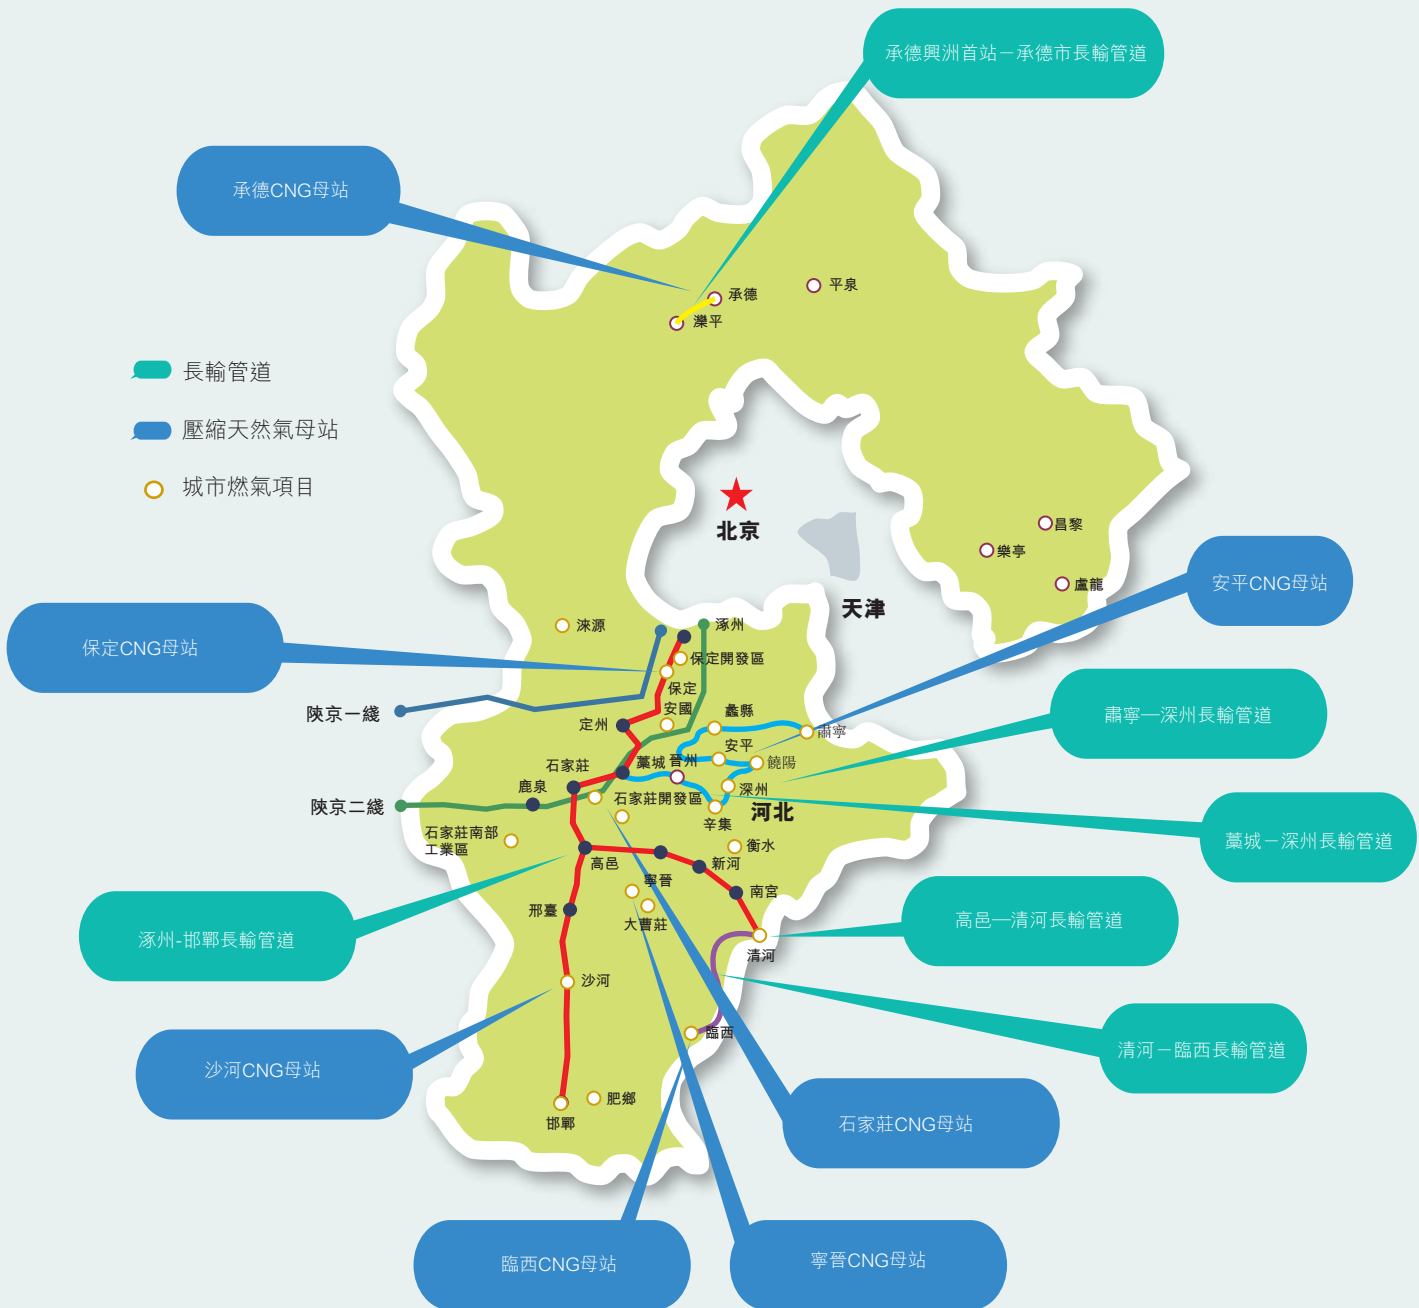 承德興洲首站－承德市長輸管道
承德CNG母站
承德
平泉
灤平
長輸管道
壓縮天然氣母站
城市燃氣項目
北京
昌黎
樂亭
盧龍
天津
安平CNG母站
淶源
涿州
保定CNG母站
保定開發區
保定
安國
蠡縣
陝京一綫
定州
肅寧
肅寧—深州長輸管道
安平
石家莊
藁城
晉州
饒陽
鹿泉
深州
陝京二綫
石家莊開發區
河北
辛集
石家莊南部
工業區
衡水
藁城－深州長輸管道
高邑
新河
寧晉
南宮
邢臺
大曹莊
高邑—清河長輸管道
涿州-邯鄲長輸管道
清河
沙河
臨西
清河－臨西長輸管道
沙河CNG母站
肥鄉
邯鄲
石家莊CNG母站
臨西CNG母站
寧晉CNG母站